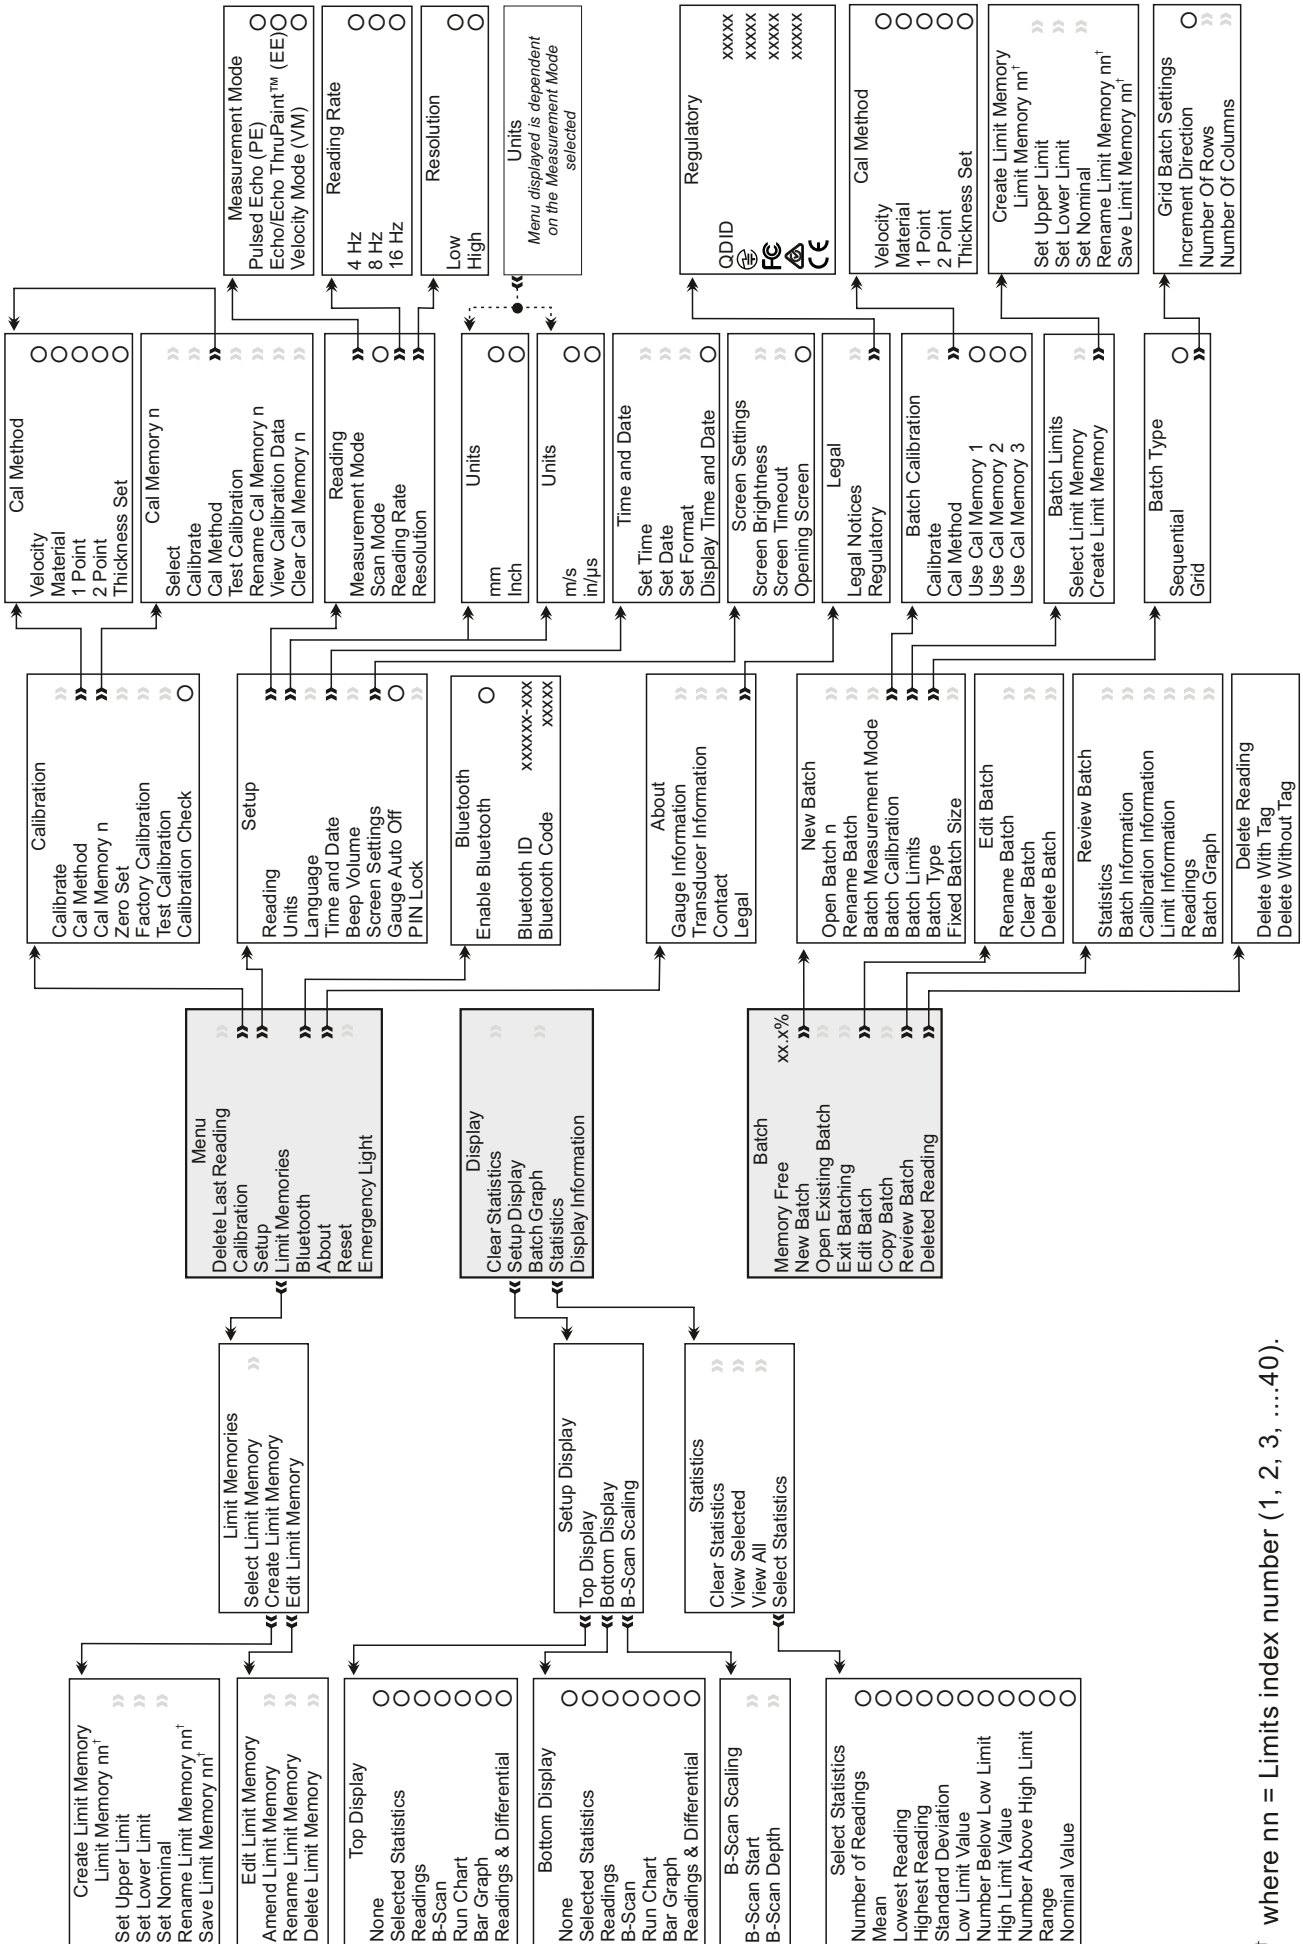 Create Limit Memory
Limit Memory nn†
Set Upper Limit
Set Lower Limit
Set Nominal
Rename Limit Memory nn†
Save Limit Memory nn†
Edit Limit Memory
Amend Limit Memory
Rename Limit Memory
Delete Limit Memory
Top Display
None
Selected Statistics
Readings
B-Scan
Run Chart
Bar Graph
Readings & Differential
Bottom Display
None
Selected Statistics
Readings
B-Scan
Run Chart
Bar Graph
Readings & Differential
B-Scan Scaling
B-Scan Start
B-Scan Depth
Select Statistics
Number of Readings
Mean
Lowest Reading
Highest Reading
Standard Deviation
Low Limit Value
Number Below Low Limit
High Limit Value
Number Above High Limit
Range
Nominal Value
Limit Memories
Select Limit Memory
Create Limit Memory
Edit Limit Memory
Setup Display
Top Display
Bottom Display
B-Scan Scaling
Statistics
Clear Statistics
View Selected
View All
Select Statistics
Menu
Delete Last Reading
Calibration
Setup
Limit Memories
Bluetooth
About
Reset
Emergency Light
Display
Clear Statistics
Setup Display
Batch Graph
Statistics
Display Information
Batch
Memory Free xx.x%
New Batch
Open Existing Batch
Exit Batching
Edit Batch
Copy Batch
Review Batch
Deleted Reading
Calibration
Calibrate
Cal Method
Cal Memory n
Zero Set
Factory Calibration
Test Calibration
Calibration Check
Setup
Reading
Units
Language
Time and Date
Beep Volume
Screen Settings
Gauge Auto Off
PIN Lock
Bluetooth
Enable Bluetooth
Bluetooth ID xxxxxx-xxx
Bluetooth Code xxxxx
About
Gauge Information
Transducer Information
Contact
Legal
New Batch
Open Batch n
Rename Batch
Batch Measurement Mode
Batch Calibration
Batch Limits
Batch Type
Fixed Batch Size
Edit Batch
Rename Batch
Clear Batch
Delete Batch
Review Batch
Statistics
Batch Information
Calibration Information
Limit Information
Readings
Batch Graph
Delete Reading
Delete With Tag
Delete Without Tag
Cal Method
Velocity
Material
1 Point
2 Point
Thickness Set
Cal Memory n
Select
Calibrate
Cal Method
Test Calibration
Rename Cal Memory n
View Calibration Data
Clear Cal Memory n
Reading
Measurement Mode
Scan Mode
Reading Rate
Resolution
Units
mm
Inch
Units
m/s
in/µs
Time and Date
Set Time
Set Date
Set Format
Display Time and Date
Screen Settings
Screen Brightness
Screen Timeout
Opening Screen
Legal
Legal Notices
Regulatory
Batch Calibration
Calibrate
Cal Method
Use Cal Memory 1
Use Cal Memory 2
Use Cal Memory 3
Batch Limits
Select Limit Memory
Create Limit Memory
Batch Type
Sequential
Grid
Measurement Mode
Pulsed Echo (PE)
Echo/Echo ThruPaint™ (EE)
Velocity Mode (VM)
Reading Rate
4 Hz
8 Hz
16 Hz
Resolution
Low
High
Units
Menu displayed is dependent
on the Measurement Mode
selected
Regulatory
QDID xxxxx
xxxxx
FC xxxxx
CE xxxxx
Cal Method
Velocity
Material
1 Point
2 Point
Thickness Set
Create Limit Memory
Limit Memory nn†
Set Upper Limit
Set Lower Limit
Set Nominal
Rename Limit Memory nn†
Save Limit Memory nn†
Grid Batch Settings
Increment Direction
Number Of Rows
Number Of Columns
† where nn = Limits index number (1, 2, 3, ....40).